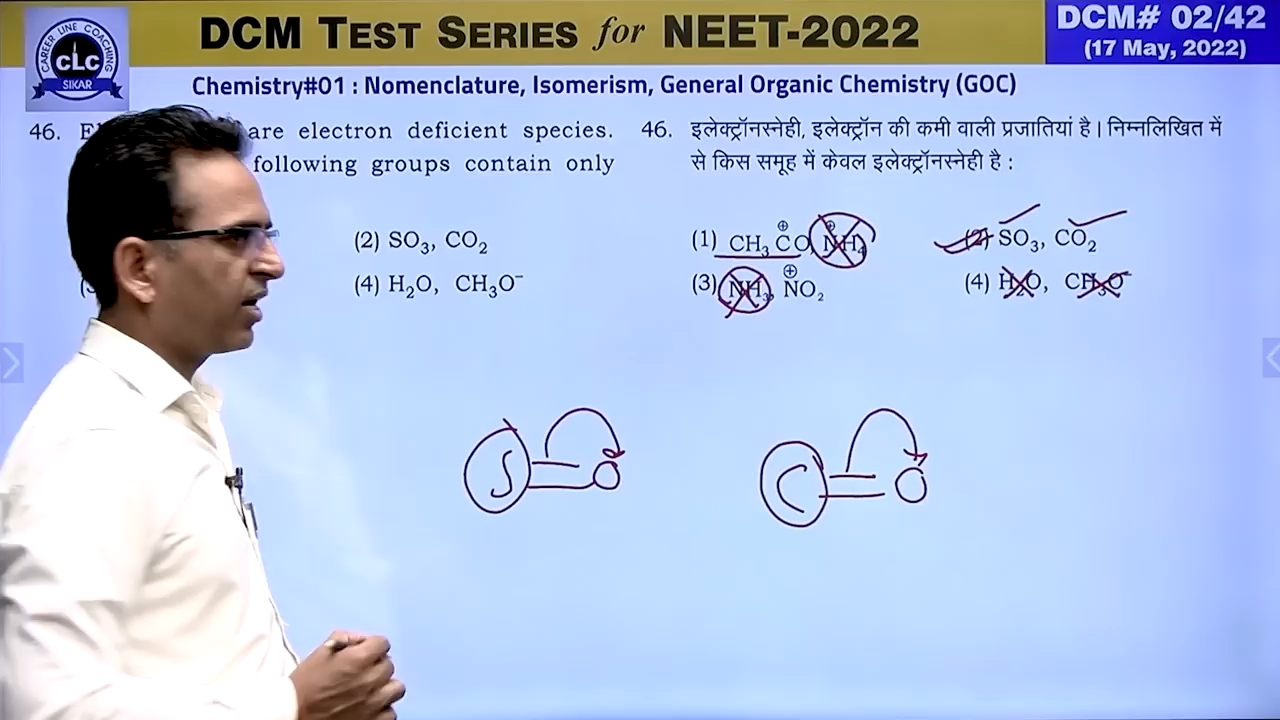 DCM TEST SERIES for NEET-2022
DCM# 02/42
(17 May, 2022)
CAREER LINE COACHING
CLC
SIKAR
Chemistry#01 : Nomenclature, Isomerism, General Organic Chemistry (GOC)
46. are electron deficient species.
following groups contain only
(2) SO₃, CO₂
(4) H₂O, CH₃O⁻
46. इलेक्ट्रॉनस्नेही, इलेक्ट्रॉन की कमी वाली प्रजातियां है। निम्नलिखित में
से किस समूह में केवल इलेक्ट्रॉनस्नेही है :
(1) CH₃C⊕O, N⊕H₄
(2) SO₃, CO₂
(3) NH₃, N⊕O₂
(4) H₂O, CH₃O⁻
S=O
C=O